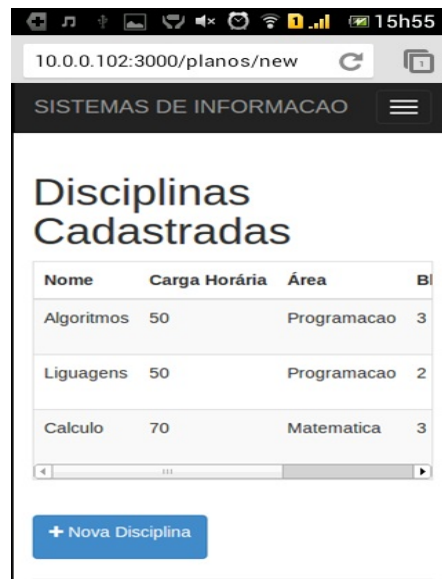 15h55
10.0.0.102:3000/planos/new
SISTEMAS DE INFORMACAO
Disciplinas
Cadastradas
Nome Carga Horária Área Bl
Algoritmos 50 Programacao 3
Liguagens 50 Programacao 2
Calculo 70 Matematica 3
+ Nova Disciplina